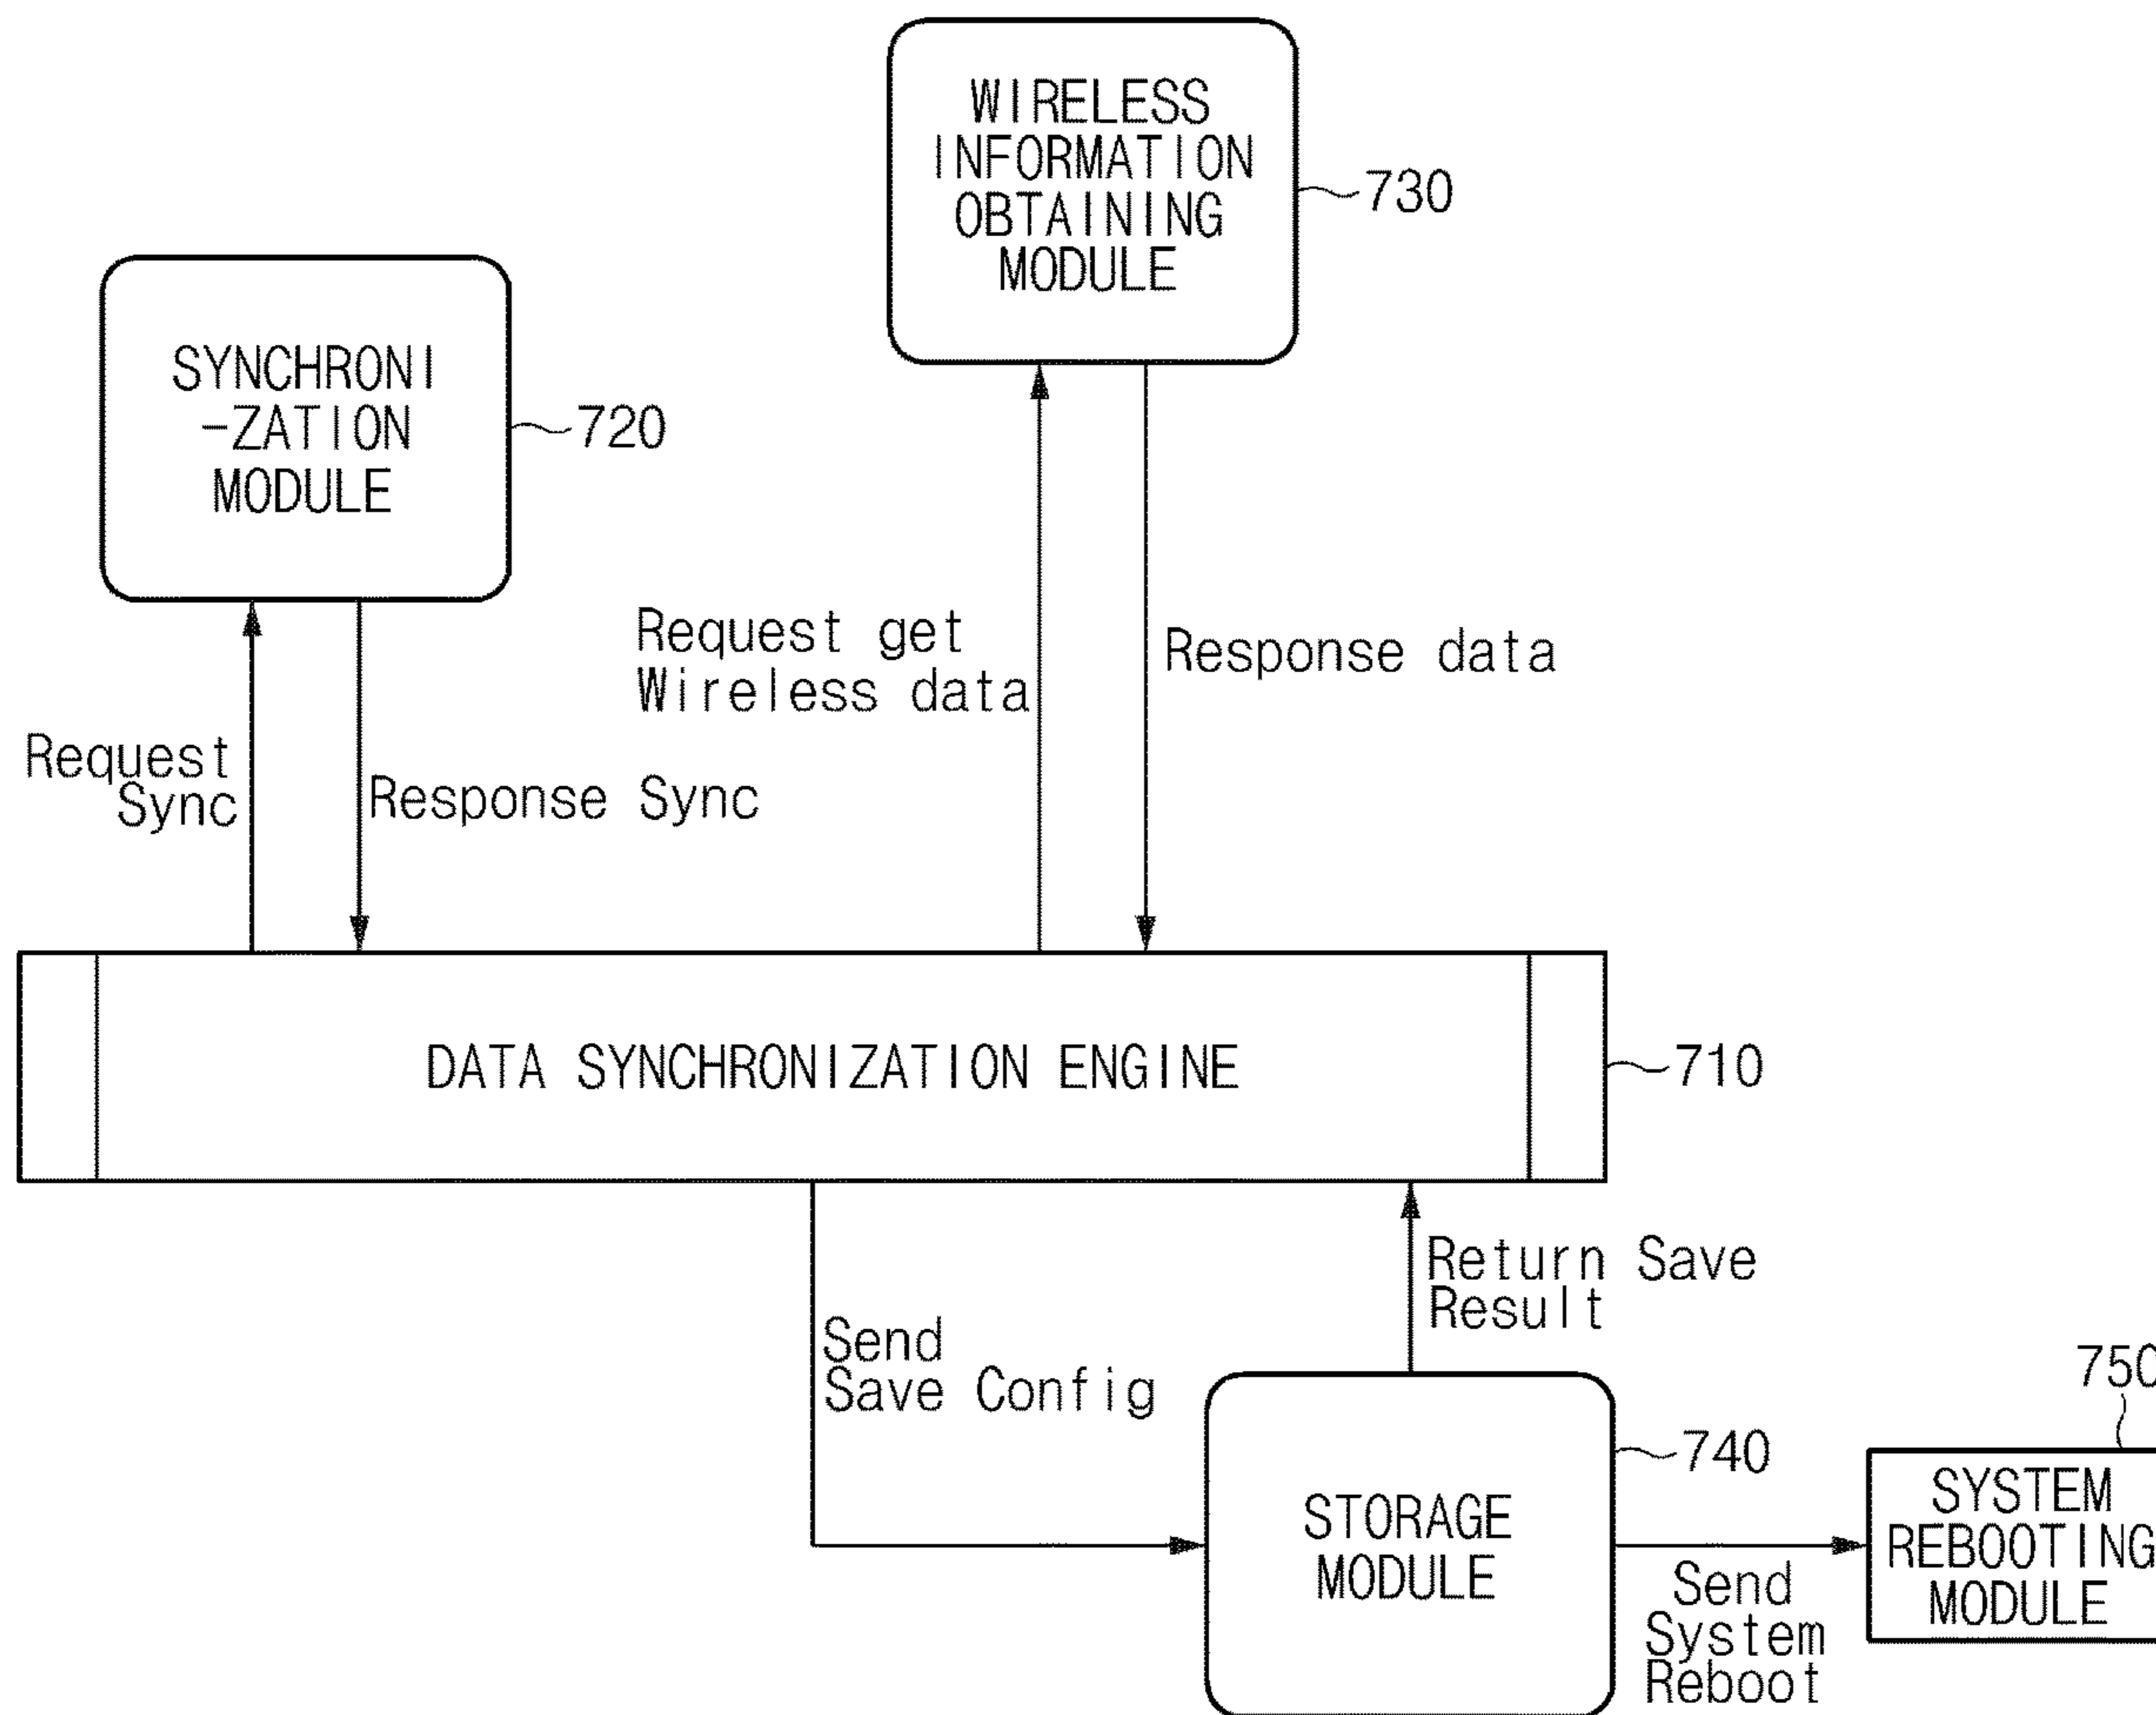 WIRELESS
INFORMATION
OBTAINING
MODULE
730
SYNCHRONI
-ZATION
MODULE
720
Request get
Wireless data
Response data
Request
Sync
Response Sync
DATA SYNCHRONIZATION ENGINE
710
Return Save
Result
Send
Save Config
750
740
STORAGE
MODULE
SYSTEM
REBOOTING
MODULE
Send
System
Reboot